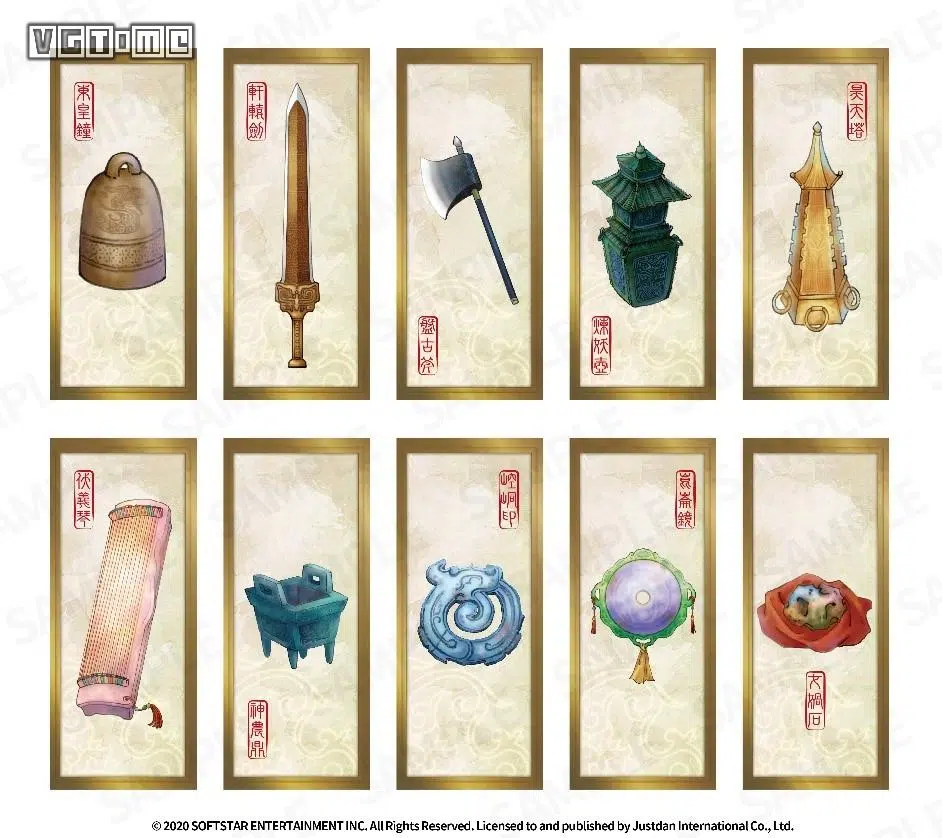 VGTIME
東皇鐘
軒轅劍
盤古斧
煉妖壺
昊天塔
伏羲琴
神農鼎
崆峒印
崑崙鏡
女媧石
SAMPLE
© 2020 SOFTSTAR ENTERTAINMENT INC. All Rights Reserved. Licensed to and published by Justdan International Co., Ltd.